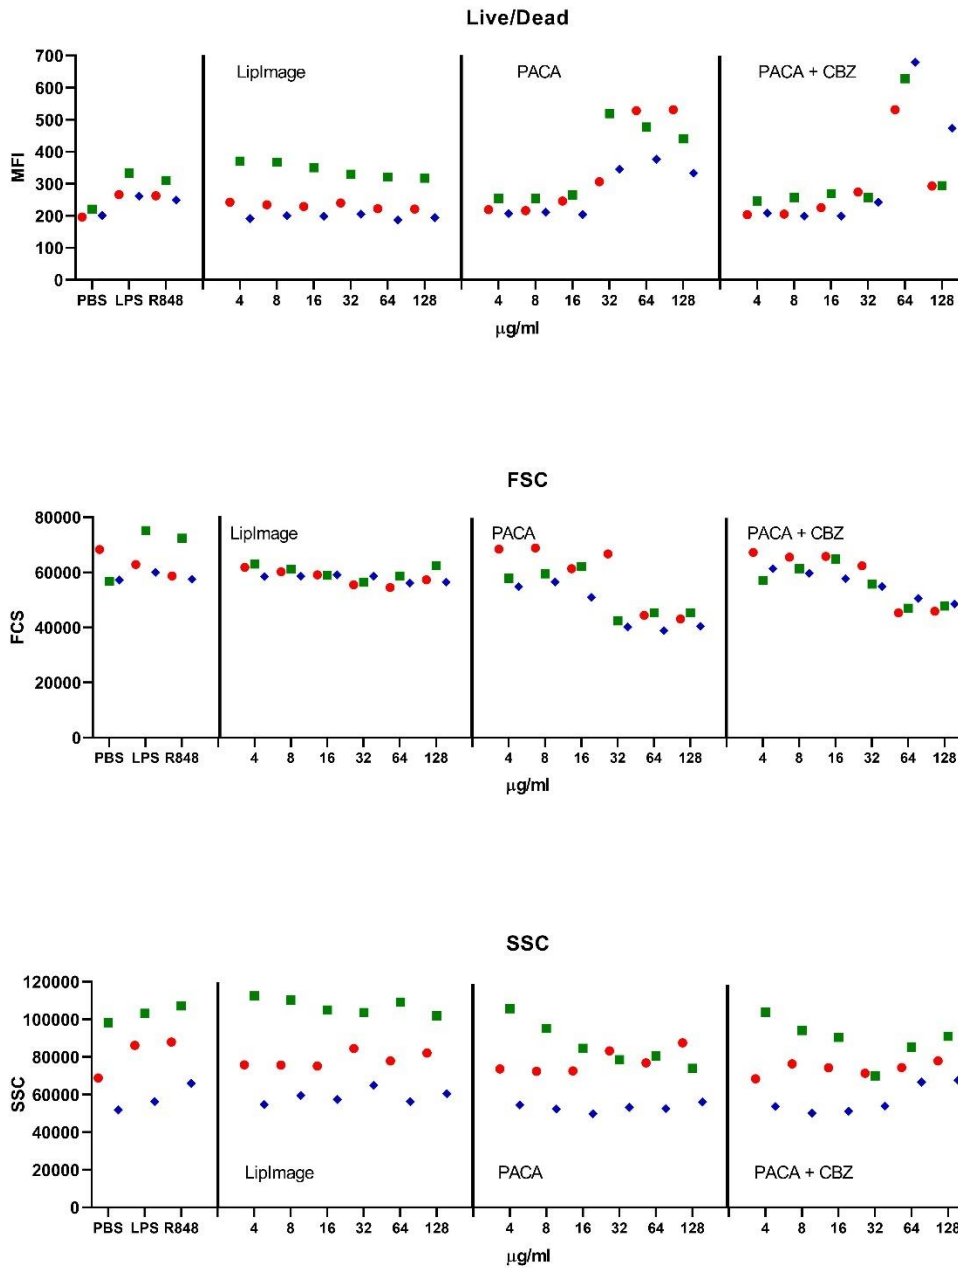 Live/Dead
700
600
500
400
300
200
100
0
MFI
LipImage
PACA
PACA + CBZ
PBS LPS R848
4 8 16 32 64 128
4 8 16 32 64 128
4 8 16 32 64 128
µg/ml
FSC
80000
60000
40000
20000
0
FCS
LipImage
PACA
PACA + CBZ
PBS LPS R848
4 8 16 32 64 128
4 8 16 32 64 128
4 8 16 32 64 128
µg/ml
SSC
120000
100000
80000
60000
40000
20000
0
SSC
LipImage
PACA
PACA + CBZ
PBS LPS R848
4 8 16 32 64 128
4 8 16 32 64 128
4 8 16 32 64 128
µg/ml